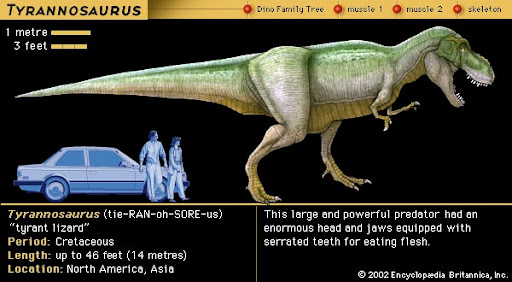 TYRANNOSAURUS
Dino Family Tree
muscle 1
muscle 2
skeleton
1 metre
3 feet
Tyrannosaurus (tie-RAN-oh-SORE-us)
“tyrant lizard”
Period: Cretaceous
Length: up to 46 feet (14 metres)
Location: North America, Asia
This large and powerful predator had an
enormous head and jaws equipped with
serrated teeth for eating flesh.
© 2002 Encyclopædia Britannica, Inc.